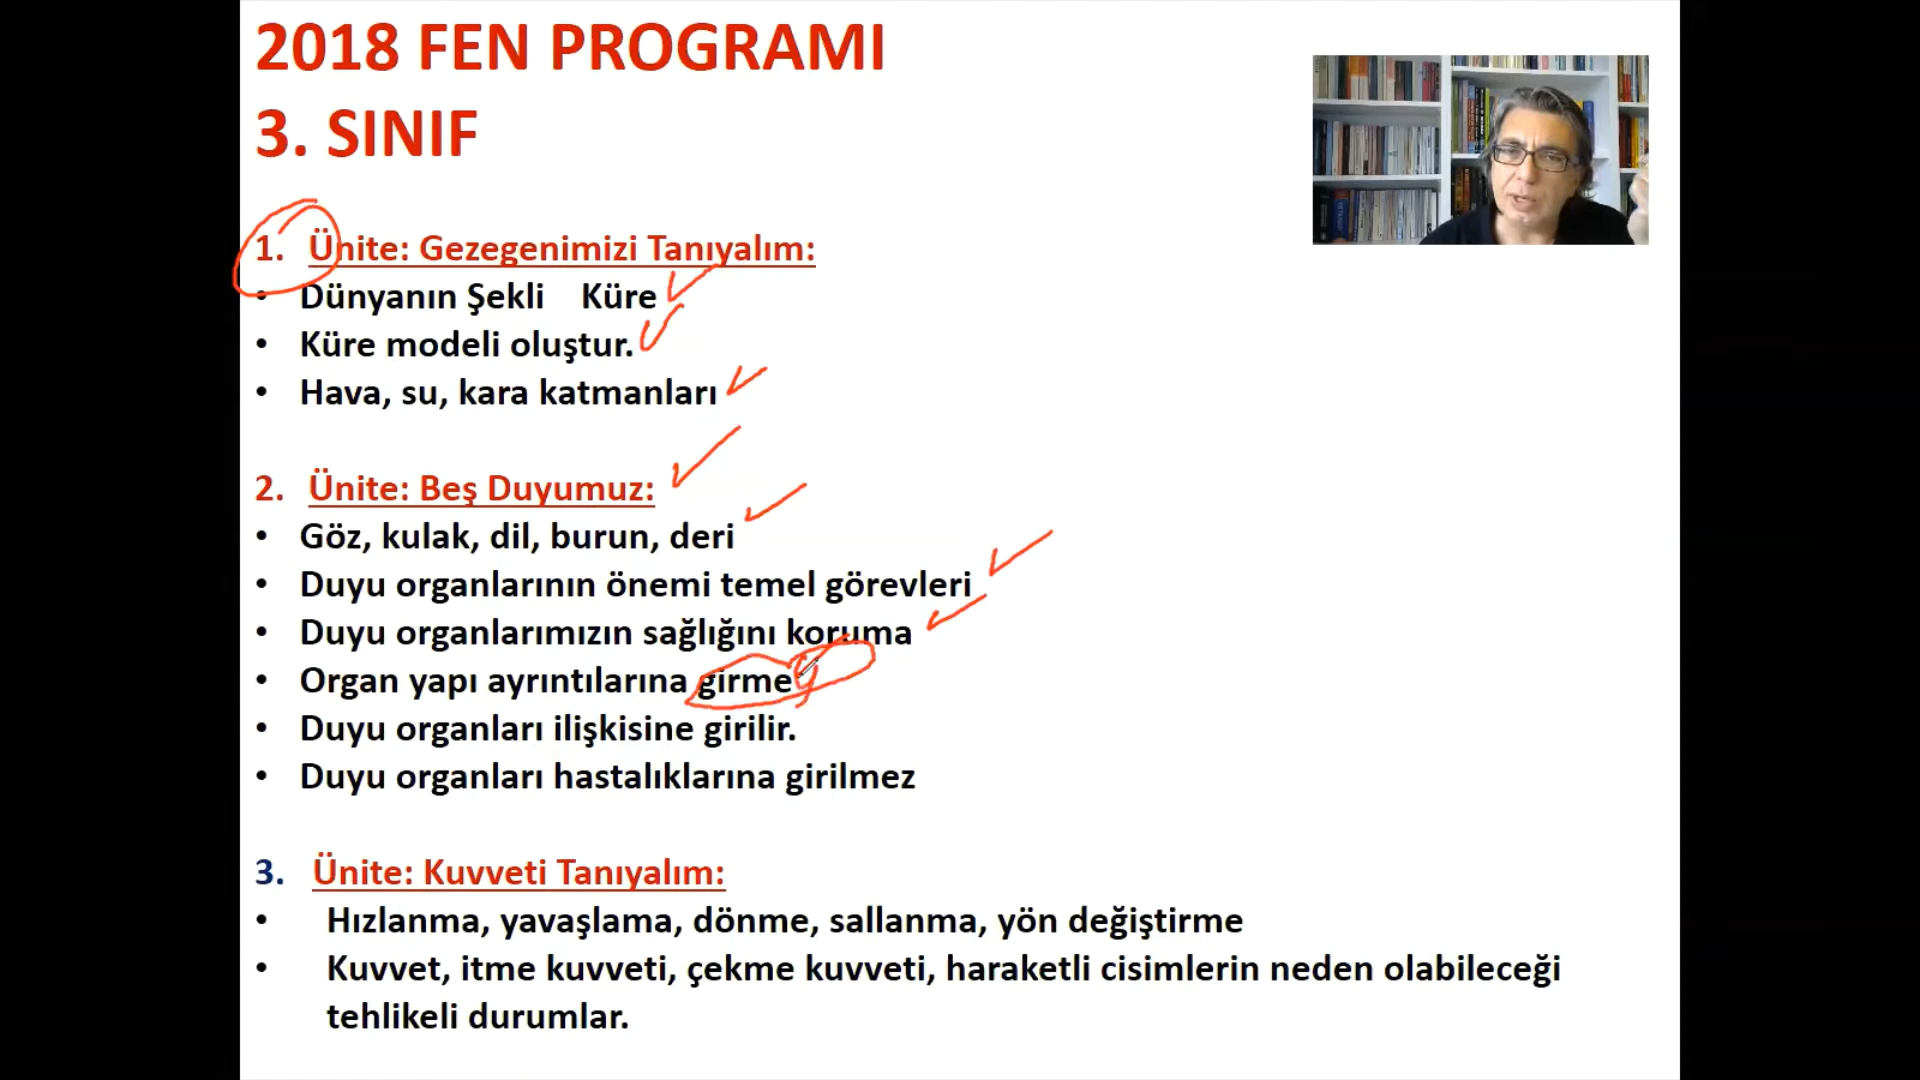 2018 FEN PROGRAMI
3. SINIF
1. Ünite: Gezegenimizi Tanıyalım:
• Dünyanın Şekli Küre
• Küre modeli oluştur.
• Hava, su, kara katmanları
2. Ünite: Beş Duyumuz:
• Göz, kulak, dil, burun, deri
• Duyu organlarının önemi temel görevleri
• Duyu organlarımızın sağlığını koruma
• Organ yapı ayrıntılarına girme
• Duyu organları ilişkisine girilir.
• Duyu organları hastalıklarına girilmez
3. Ünite: Kuvveti Tanıyalım:
• Hızlanma, yavaşlama, dönme, sallanma, yön değiştirme
• Kuvvet, itme kuvveti, çekme kuvveti, haraketli cisimlerin neden olabileceği
tehlikeli durumlar.